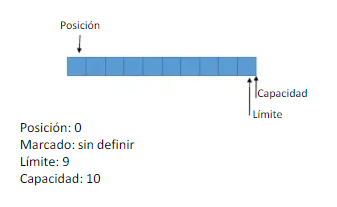 Posición
Capacidad
Límite
Posición: 0
Marcado: sin definir
Límite: 9
Capacidad: 10